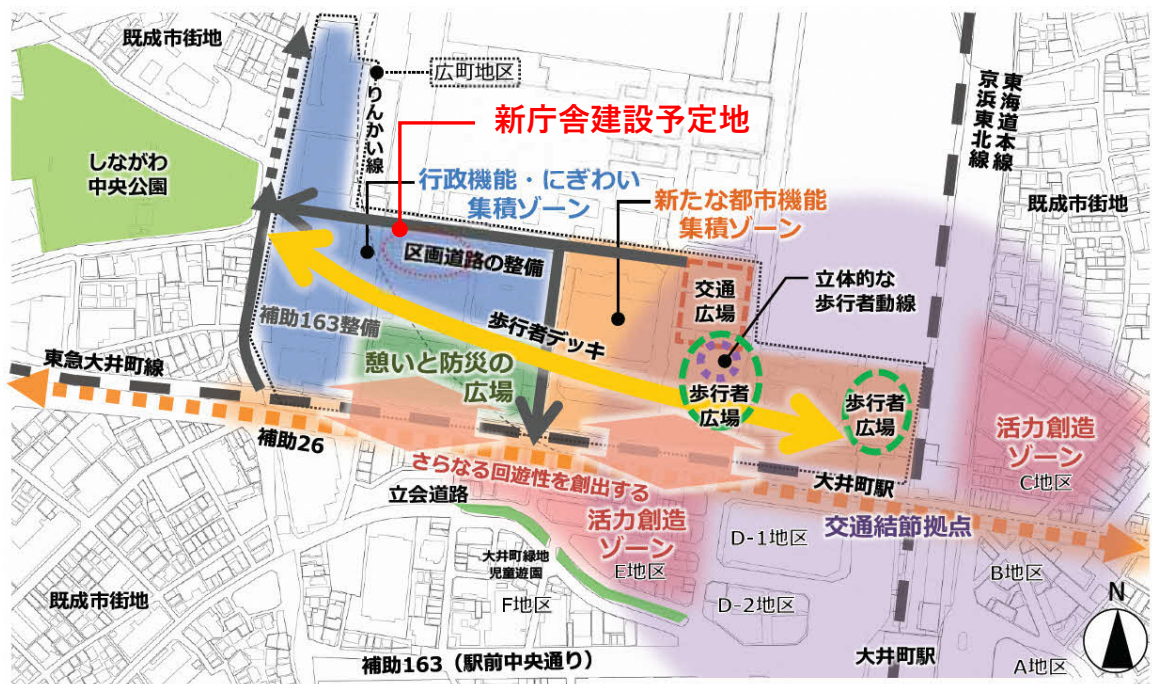 既成市街地
広町地区
りんかい線
新庁舎建設予定地
東海道本線
京浜東北線
しながわ
中央公園
行政機能・にぎわい
集積ゾーン
新たな都市機能
集積ゾーン
既成市街地
区画道路の整備
交通
広場
立体的な
歩行者動線
補助163整備
歩行者デッキ
東急大井町線
憩いと防災の
広場
歩行者
広場
歩行者
広場
補助26
活力創造
ゾーン
C地区
さらなる回遊性を創出する
大井町駅
立会道路
活力創造
ゾーン
E地区
交通結節拠点
D-1地区
大井町緑地
児童遊園
B地区
既成市街地
F地区
D-2地区
N
補助163（駅前中央通り）
大井町駅
A地区